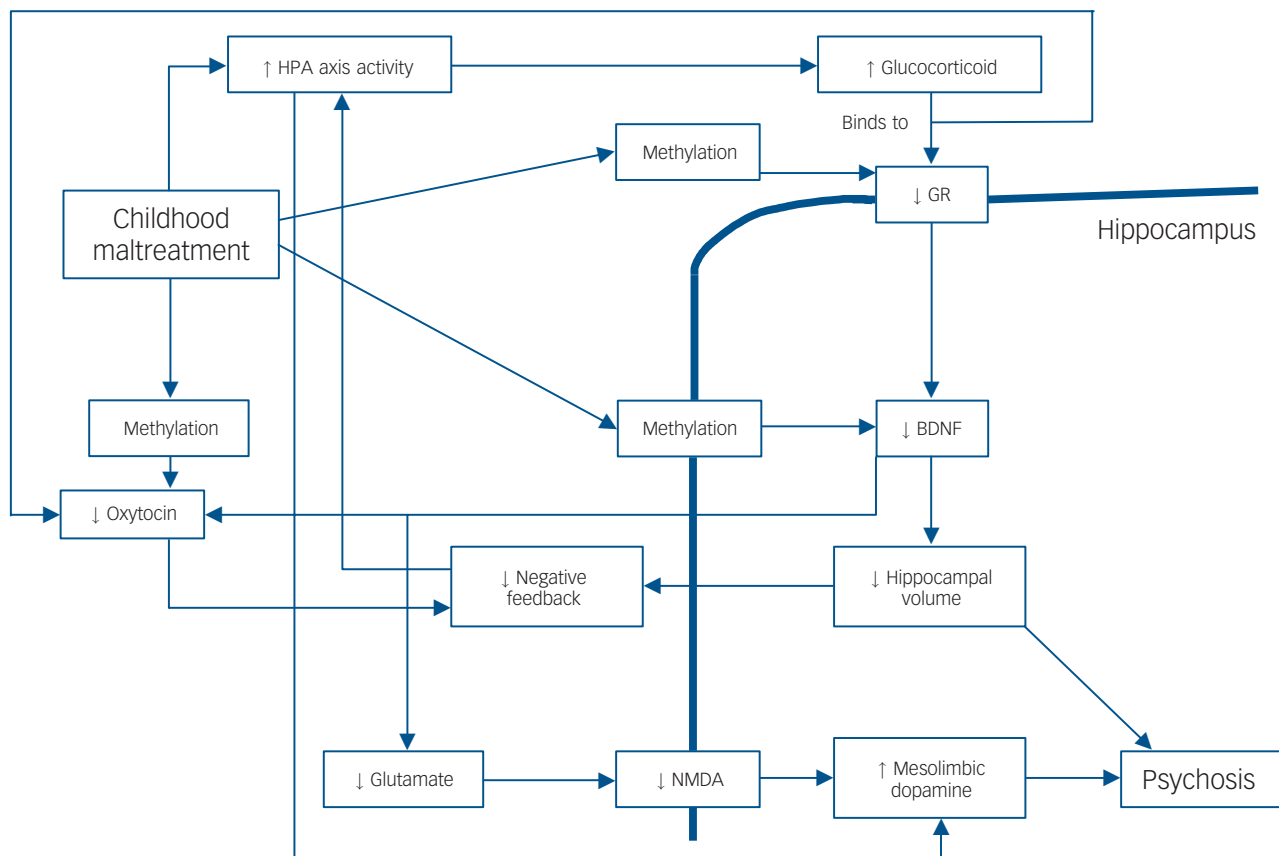 ↑ HPA axis activity
↑ Glucocorticoid
Binds to
Methylation
↓ GR
Childhood
maltreatment
Hippocampus
Methylation
Methylation
↓ BDNF
↓ Oxytocin
↓ Negative
feedback
↓ Hippocampal
volume
↓ Glutamate
↓ NMDA
↑ Mesolimbic
dopamine
Psychosis